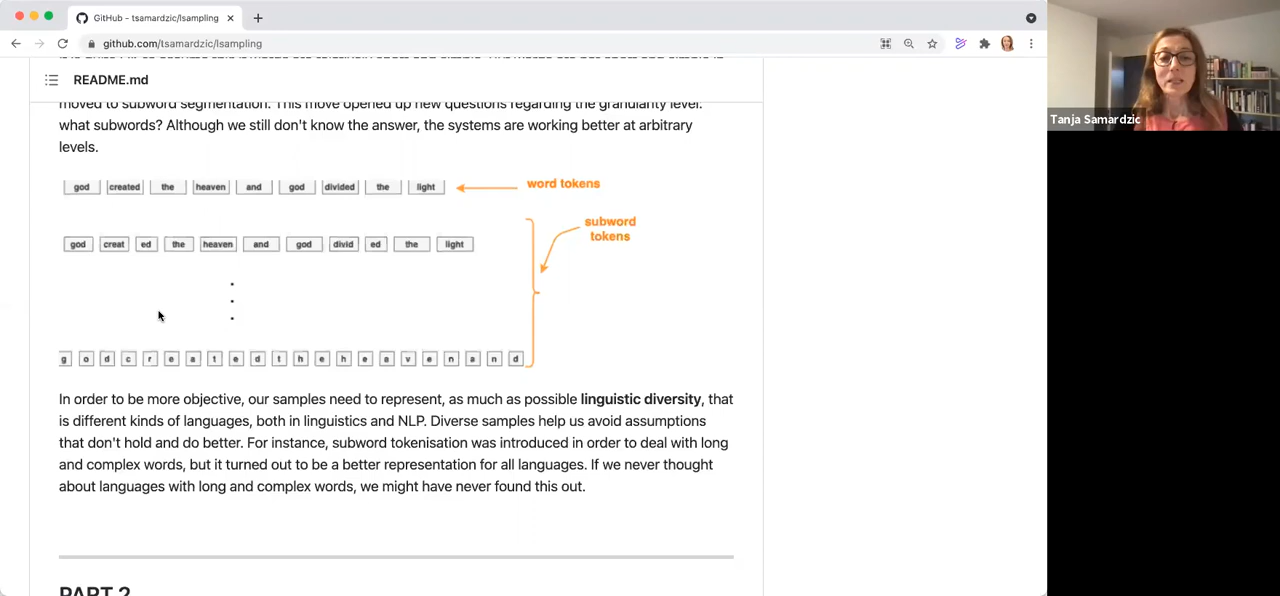 GitHub - tsamardzic/lsampling
github.com/tsamardzic/lsampling
README.md
moved to subword segmentation. This move opened up new questions regarding the granularity level:
what subwords? Although we still don't know the answer, the systems are working better at arbitrary
levels.
god created the heaven and god divided the light
word tokens
subword
tokens
god creat ed the heaven and god divid ed the light
g o d c r e a t e d t h e h e a v e n a n d
In order to be more objective, our samples need to represent, as much as possible linguistic diversity, that
is different kinds of languages, both in linguistics and NLP. Diverse samples help us avoid assumptions
that don't hold and do better. For instance, subword tokenisation was introduced in order to deal with long
and complex words, but it turned out to be a better representation for all languages. If we never thought
about languages with long and complex words, we might have never found this out.
PART 2
Tanja Samardzic